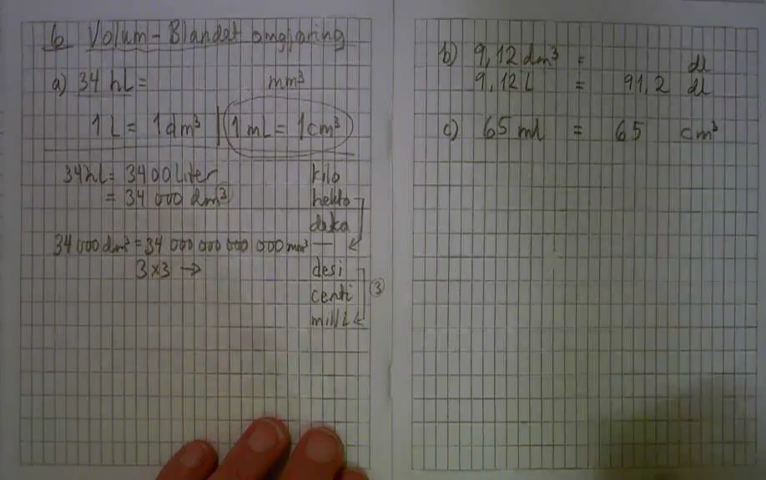 6 Volum - Blandet omgjøring
a) 34 hL = mm³
1 L = 1 dm³ | 1 mL = 1 cm³
34 hl = 3400 Liter kilo
= 34 000 dm³ hekto
daka
34 000 dm³ = 34 000 000 000 000 mm³ —
3 x 3 → desi
centi ③
milli
b) 9,12 dm³ = dl
9,12 L = 91,2 dl
c) 65 ml = 65 cm³